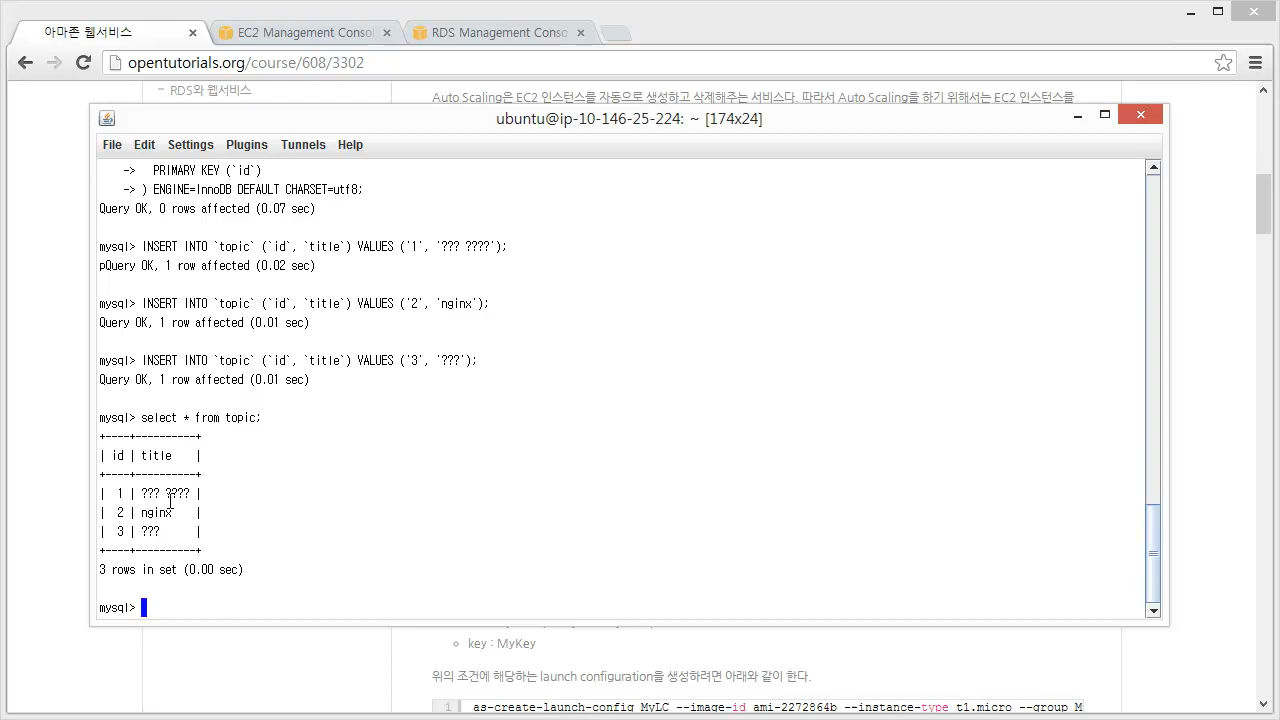 아마존 웹서비스
EC2 Management Consol
RDS Management Conso
opentutorials.org/course/608/3302
RDS와 웹서비스
Auto Scaling은 EC2 인스턴스를 자동으로 생성하고 삭제해주는 서비스다. 따라서 Auto Scaling을 하기 위해서는 EC2 인스턴스를
ubuntu@ip-10-146-25-224: ~ [174x24]
File Edit Settings Plugins Tunnels Help
-> PRIMARY KEY (`id`)
-> ) ENGINE=InnoDB DEFAULT CHARSET=utf8;
Query OK, 0 rows affected (0.07 sec)
mysql> INSERT INTO `topic` (`id`, `title`) VALUES ('1', '??? ????');
pQuery OK, 1 row affected (0.02 sec)
mysql> INSERT INTO `topic` (`id`, `title`) VALUES ('2', 'nginx');
Query OK, 1 row affected (0.01 sec)
mysql> INSERT INTO `topic` (`id`, `title`) VALUES ('3', '???');
Query OK, 1 row affected (0.01 sec)
mysql> select * from topic;
+----+----------+
| id | title    |
+----+----------+
|  1 | ??? ???? |
|  2 | nginx    |
|  3 | ???      |
+----+----------+
3 rows in set (0.00 sec)
mysql>
key : MyKey
위의 조건에 해당하는 launch configuration을 생성하려면 아래와 같이 한다.
1 as-create-launch-config MyLC --image-id ami-2272864b --instance-type t1.micro --group M